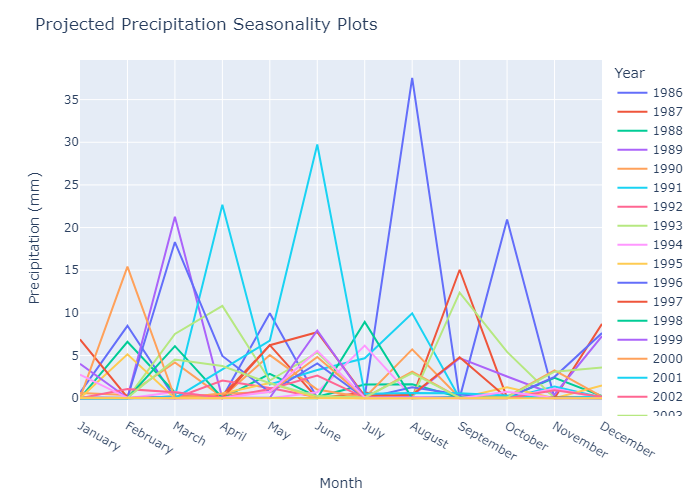 Projected Precipitation Seasonality Plots
Precipitation (mm)
35
30
25
20
15
10
5
0
January
February
March
April
May
June
July
August
September
October
November
December
Month
Year
1986
1987
1988
1989
1990
1991
1992
1993
1994
1995
1996
1997
1998
1999
2000
2001
2002
2003